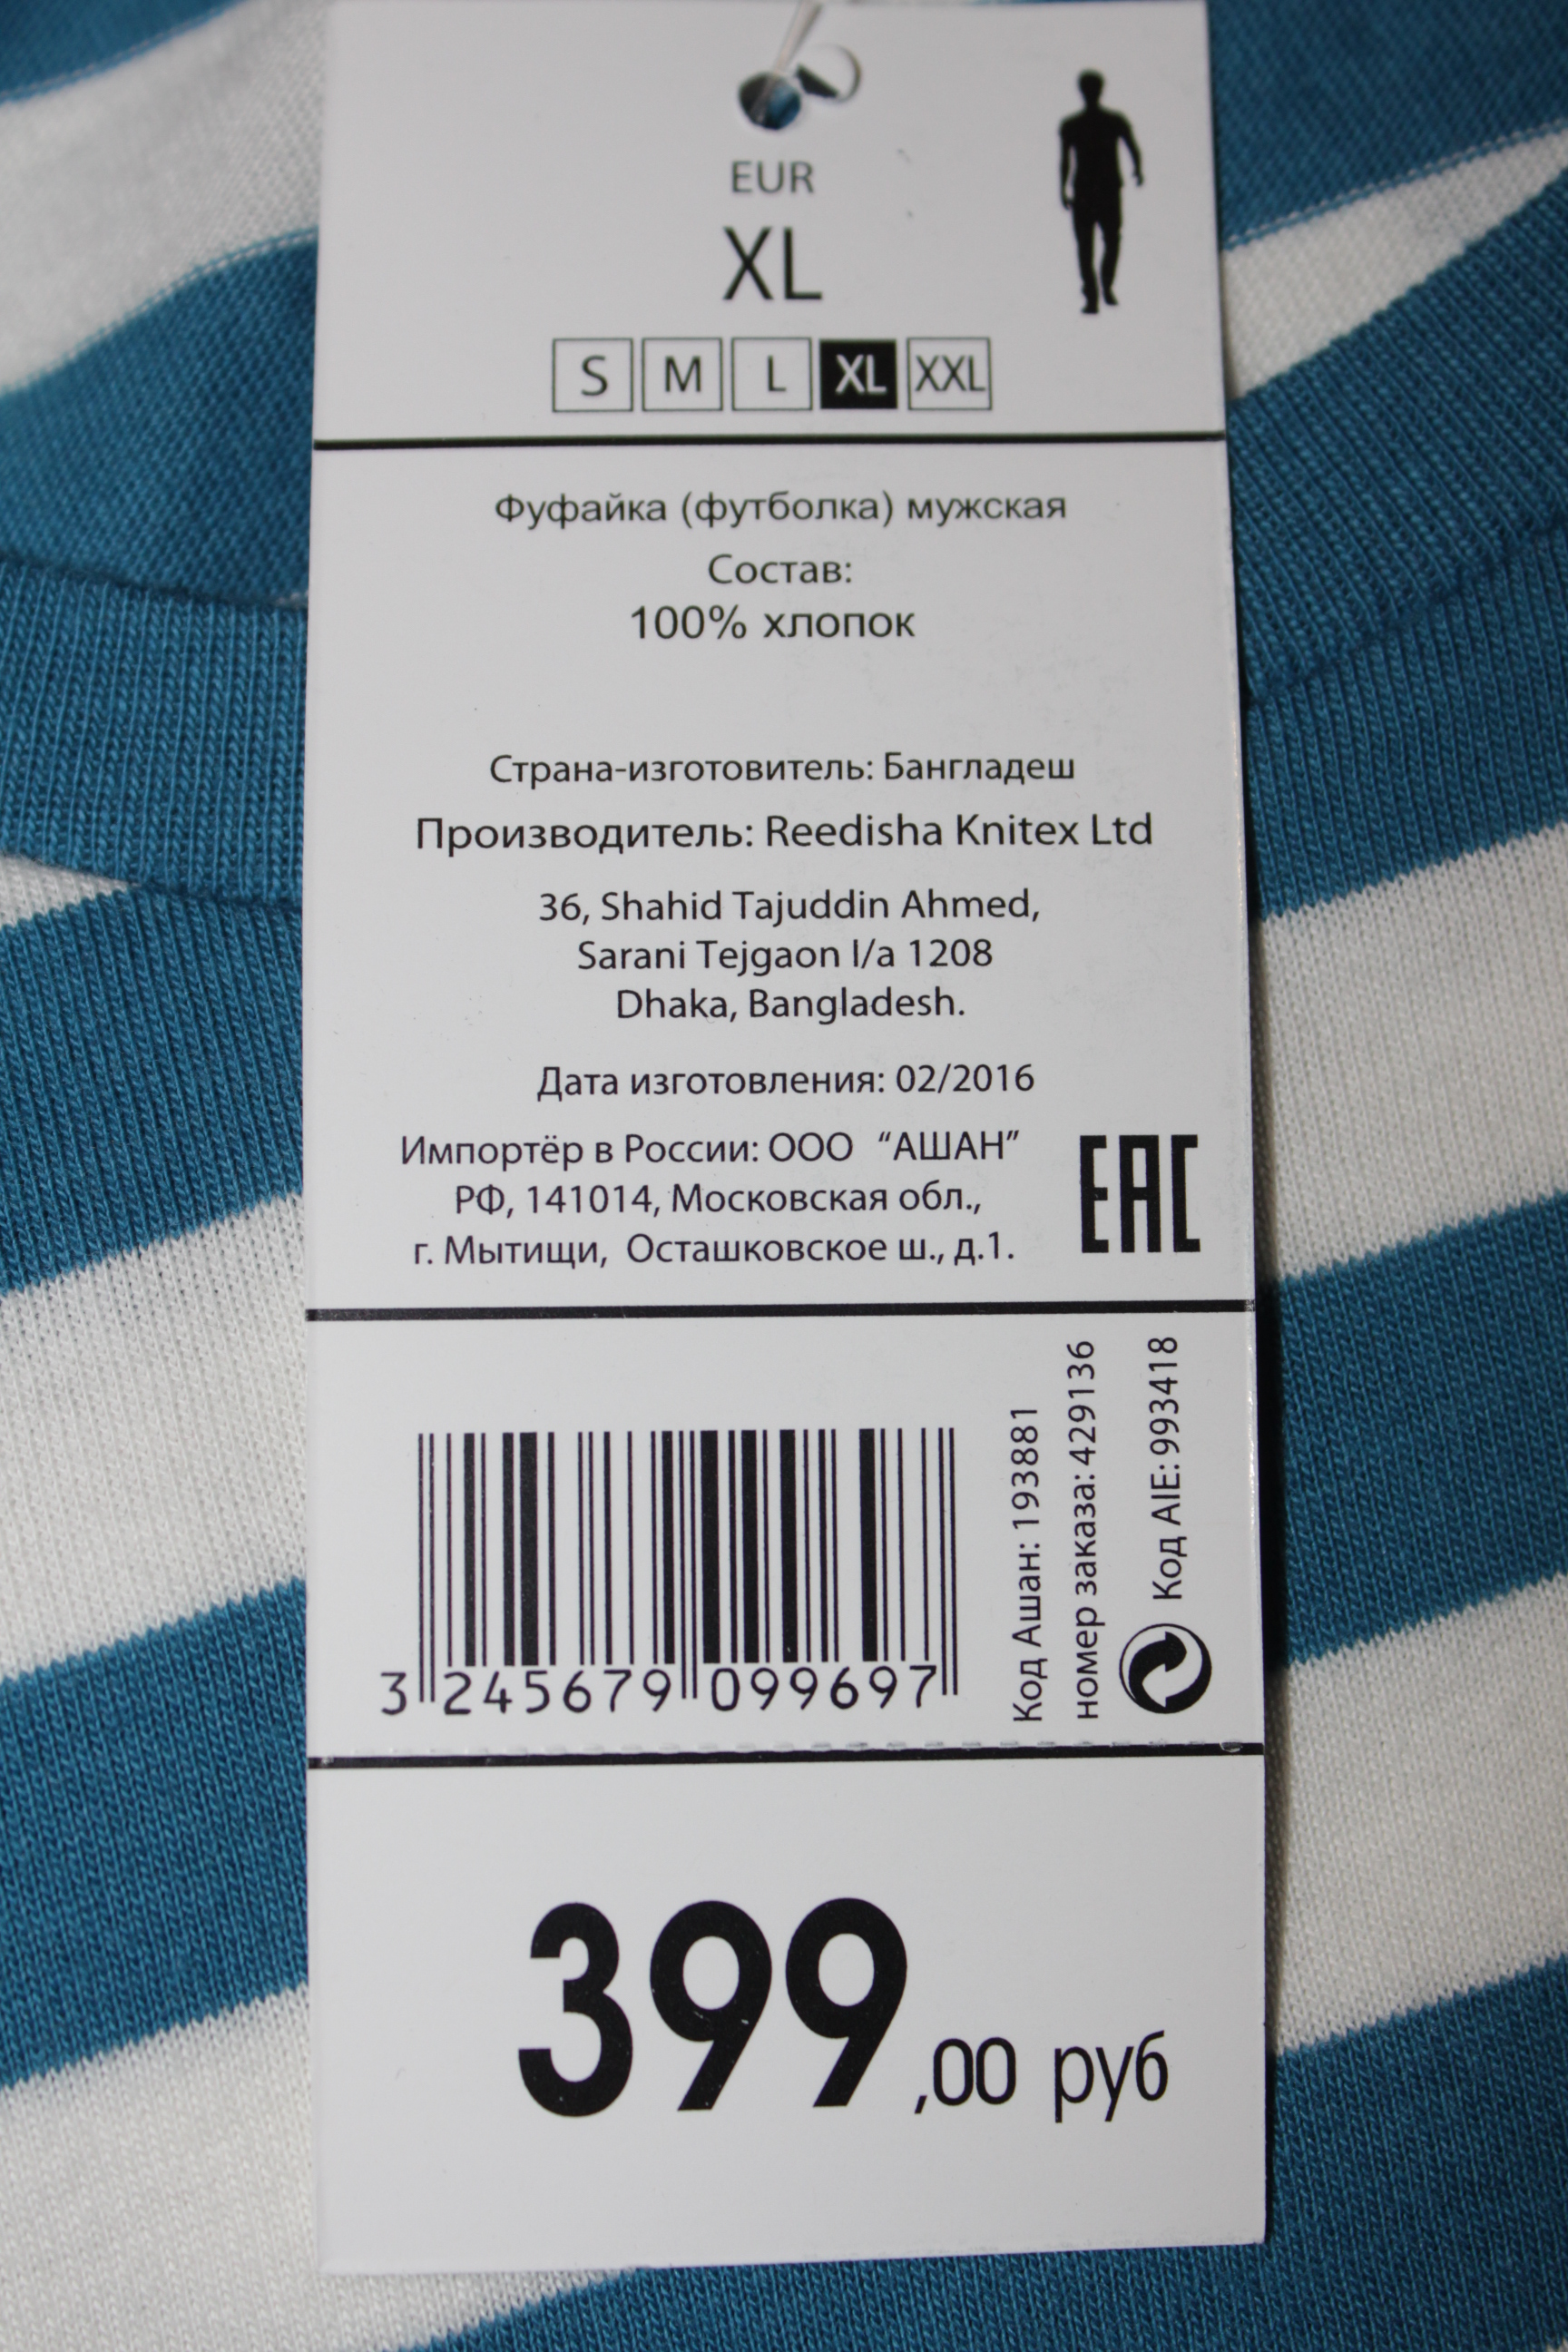 EUR
XL
S M L XL XXL
Фуфайка (футболка) мужская
Состав:
100% хлопок
Страна-изготовитель: Бангладеш
Производитель: Reedisha Knitex Ltd
36, Shahid Tajuddin Ahmed,
Sarani Tejgaon l/a 1208
Dhaka, Bangladesh.
Дата изготовления: 02/2016
Импортёр в России: ООО “АШАН”
РФ, 141014, Московская обл.,
г. Мытищи, Осташковское ш., д.1.
EAC
3 245679 099697
Код Ашан: 193881
номер заказа: 429136
Код AIE: 993418
399,00 руб